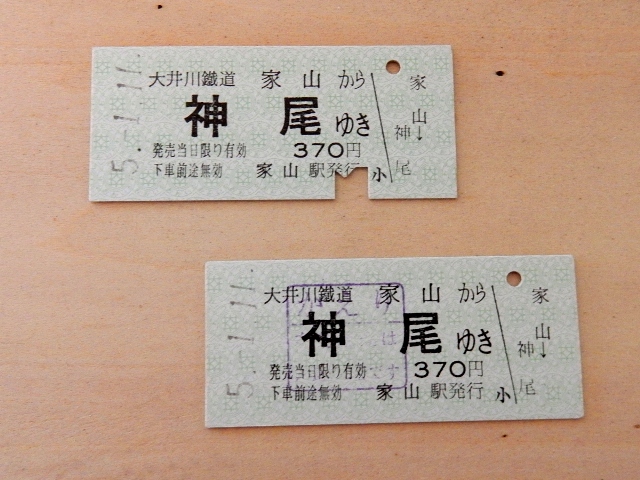 5.-1.11
大井川鐵道 家山から
神尾ゆき
発売当日限り有効 370円
下車前途無効 家山駅発行
小
家山
↓
神尾
5.-1.11
大井川鐵道 家山から
神尾ゆき
発売当日限り有効 370円
下車前途無効 家山駅発行
小
家山
↓
神尾